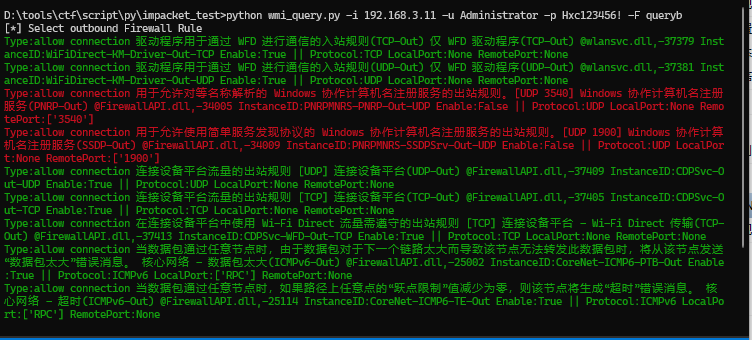 D:\tools\ctf\script\py\impacket_test>python wmi_query.py -i 192.168.3.11 -u Administrator -p Hxc123456! -F queryb
[*] Select outbound Firewall Rule
Type:allow connection 驱动程序用于通过 WFD 进行通信的入站规则(TCP-Out) 仅 WFD 驱动程序(TCP-Out) @wlansvc.dll,-37379 Inst
anceID:WiFiDirect-KM-Driver-Out-TCP Enable:True || Protocol:TCP LocalPort:None RemotePort:None
Type:allow connection 驱动程序用于通过 WFD 进行通信的入站规则(UDP-Out) 仅 WFD 驱动程序(UDP-Out) @wlansvc.dll,-37381 Inst
anceID:WiFiDirect-KM-Driver-Out-UDP Enable:True || Protocol:UDP LocalPort:None RemotePort:None
Type:allow connection 用于允许对等名称解析的 Windows 协作计算机名注册服务的出站规则。[UDP 3540] Windows 协作计算机名注册
服务(PNRP-Out) @FirewallAPI.dll,-34005 InstanceID:PNRPMNRS-PNRP-Out-UDP Enable:False || Protocol:UDP LocalPort:None Remo
tePort:['3540']
Type:allow connection 用于允许使用简单服务发现协议的 Windows 协作计算机名注册服务的出站规则。[UDP 1900] Windows 协作计算
机名注册服务(SSDP-Out) @FirewallAPI.dll,-34009 InstanceID:PNRPMNRS-SSDPSrv-Out-UDP Enable:False || Protocol:UDP LocalPor
t:None RemotePort:['1900']
Type:allow connection 连接设备平台流量的出站规则 [UDP] 连接设备平台(UDP-Out) @FirewallAPI.dll,-37409 InstanceID:CDPSvc-O
ut-UDP Enable:True || Protocol:UDP LocalPort:None RemotePort:None
Type:allow connection 连接设备平台流量的出站规则 [TCP] 连接设备平台(TCP-Out) @FirewallAPI.dll,-37405 InstanceID:CDPSvc-O
ut-TCP Enable:True || Protocol:TCP LocalPort:None RemotePort:None
Type:allow connection 在连接设备平台中使用 Wi-Fi Direct 流量需遵守的出站规则 [TCP] 连接设备平台 - Wi-Fi Direct 传输(TCP-
Out) @FirewallAPI.dll,-37413 InstanceID:CDPSvc-WFD-Out-TCP Enable:True || Protocol:TCP LocalPort:None RemotePort:None
Type:allow connection 当数据包通过任意节点时，由于数据包对于下一个链路太大而导致该节点无法转发此数据包时，将从该节点发送
“数据包太大”错误消息。 核心网络 - 数据包太大(ICMPv6-Out) @FirewallAPI.dll,-25002 InstanceID:CoreNet-ICMP6-PTB-Out Enable
:True || Protocol:ICMPv6 LocalPort:['RPC'] RemotePort:None
Type:allow connection 当数据包通过任意节点时，如果路径上任意点的“跃点限制”值减少为零，则该节点将生成“超时”错误消息。 核
心网络 - 超时(ICMPv6-Out) @FirewallAPI.dll,-25114 InstanceID:CoreNet-ICMP6-TE-Out Enable:True || Protocol:ICMPv6 LocalPo
rt:['RPC'] RemotePort:None